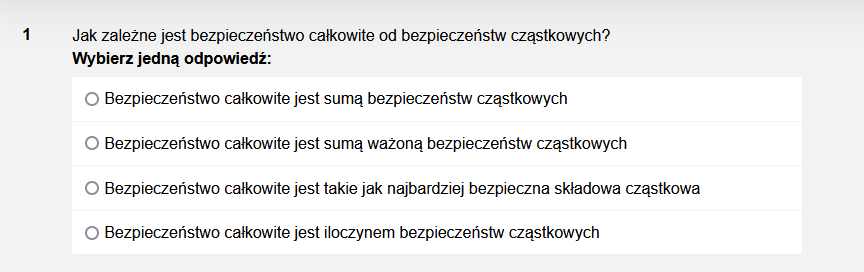 1
Jak zależne jest bezpieczeństwo całkowite od bezpieczeństw cząstkowych?
Wybierz jedną odpowiedź:
Bezpieczeństwo całkowite jest sumą bezpieczeństw cząstkowych
Bezpieczeństwo całkowite jest sumą ważoną bezpieczeństw cząstkowych
Bezpieczeństwo całkowite jest takie jak najbardziej bezpieczna składowa cząstkowa
Bezpieczeństwo całkowite jest iloczynem bezpieczeństw cząstkowych